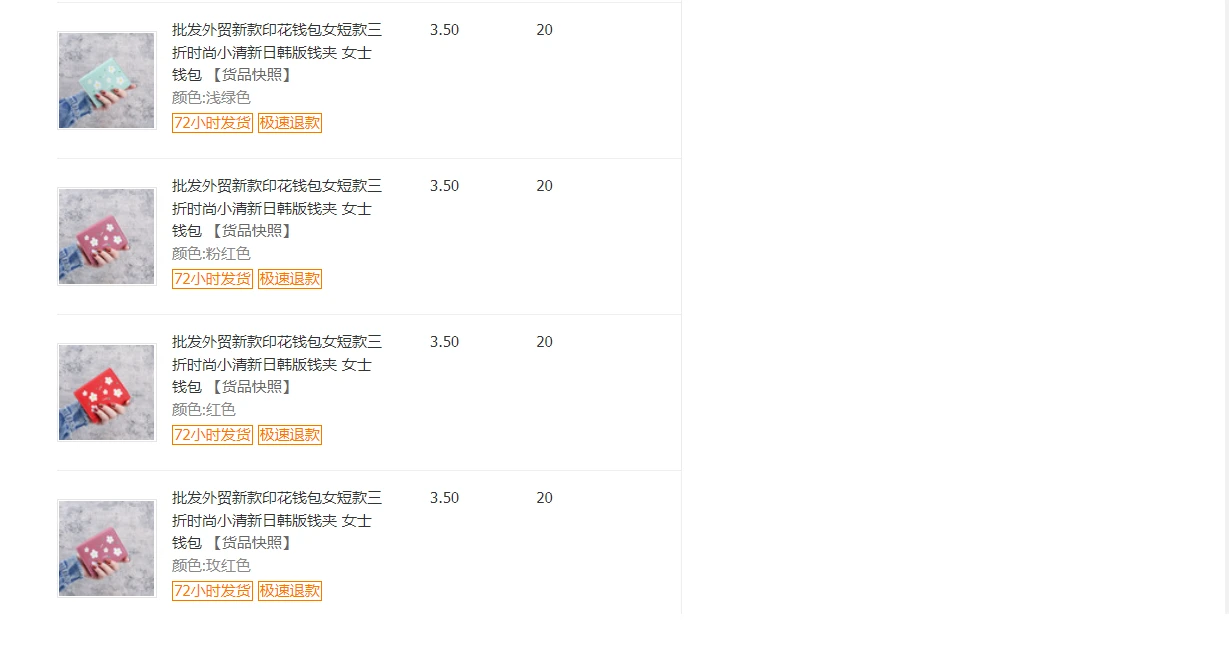 批发外贸新款印花钱包女短款三 3.50 20
折时尚小清新日韩版钱夹 女士
钱包 【货品快照】
颜色:浅绿色
72小时发货 极速退款
批发外贸新款印花钱包女短款三 3.50 20
折时尚小清新日韩版钱夹 女士
钱包 【货品快照】
颜色:粉红色
72小时发货 极速退款
批发外贸新款印花钱包女短款三 3.50 20
折时尚小清新日韩版钱夹 女士
钱包 【货品快照】
颜色:红色
72小时发货 极速退款
批发外贸新款印花钱包女短款三 3.50 20
折时尚小清新日韩版钱夹 女士
钱包 【货品快照】
颜色:玫红色
72小时发货 极速退款